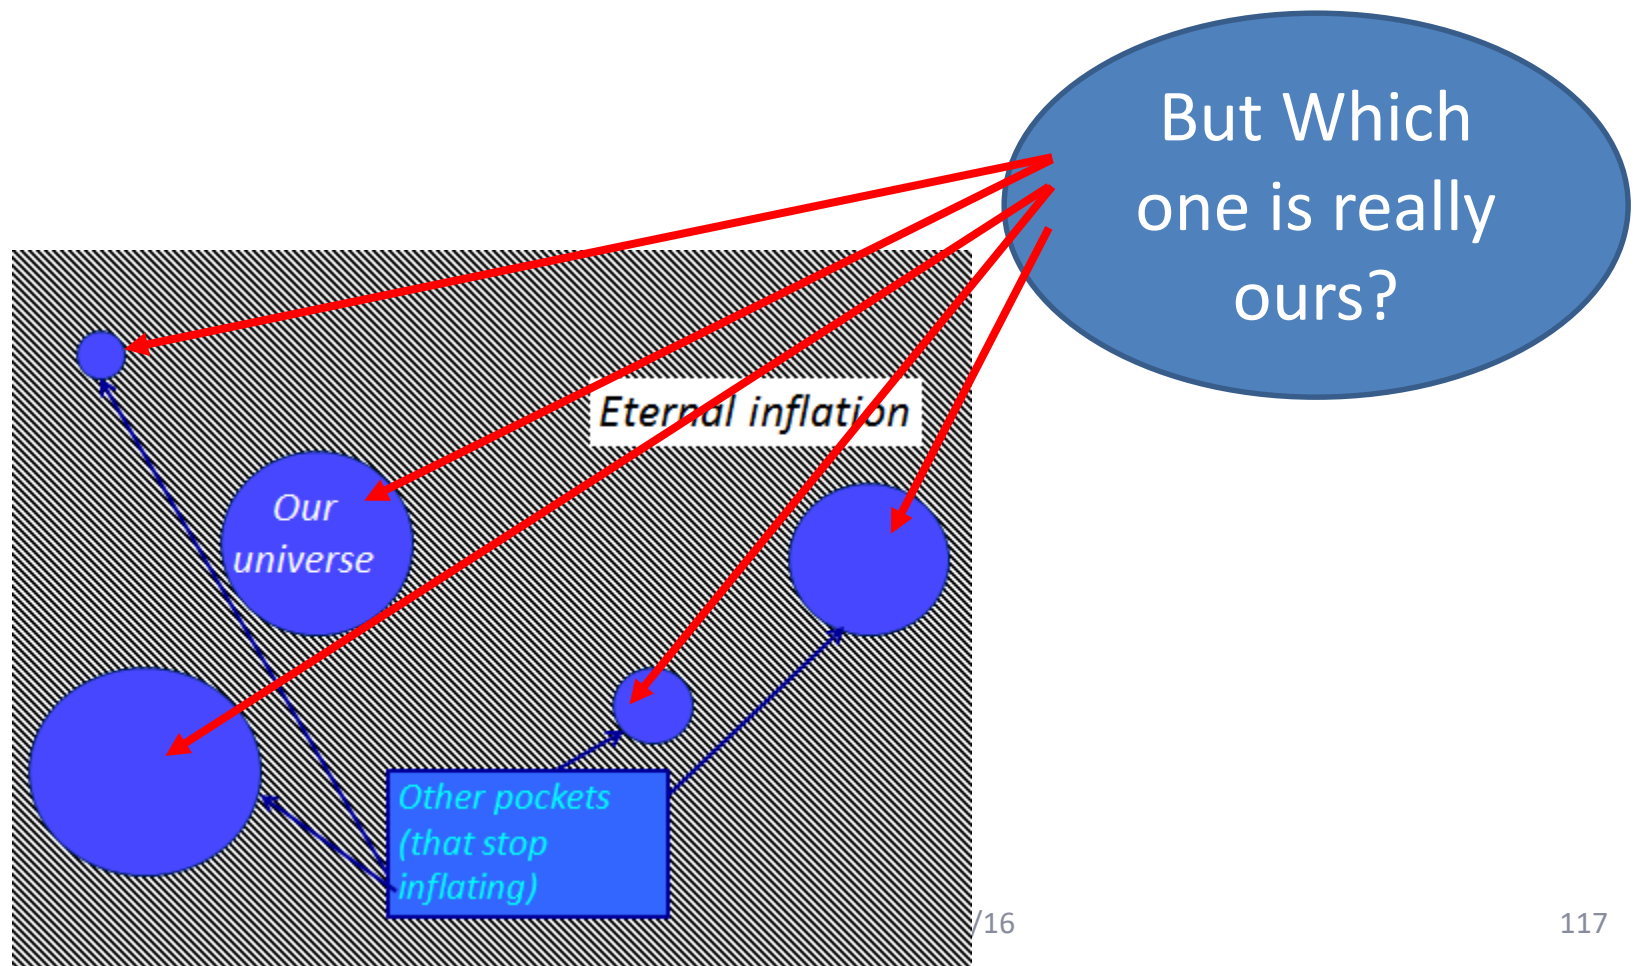 But Which
one is really
ours?
Eternal inflation
Our
universe
Other pockets
(that stop
inflating)
/16
117